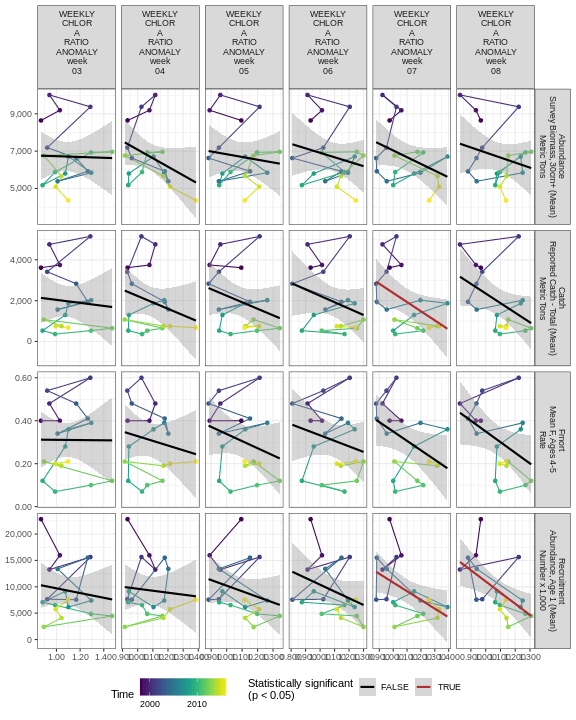 WEEKLY CHLOR A RATIO ANOMALY week 03
WEEKLY CHLOR A RATIO ANOMALY week 04
WEEKLY CHLOR A RATIO ANOMALY week 05
WEEKLY CHLOR A RATIO ANOMALY week 06
WEEKLY CHLOR A RATIO ANOMALY week 07
WEEKLY CHLOR A RATIO ANOMALY week 08
9,000
7,000
5,000
Abundance
Survey Biomass, 30cm+ (Mean)
Metric Tons
4,000
2,000
0
Catch
Reported Catch - Total (Mean)
Metric Tons
0.60
0.40
0.20
0.00
Fmort
Mean F, Ages 4-5
Rate
20,000
15,000
10,000
5,000
0
Recruitment
Abundance, Age 1 (Mean)
Number x 1,000
1.00 1.20
Time
2000 2010
Statistically significant
(p < 0.05)
FALSE TRUE